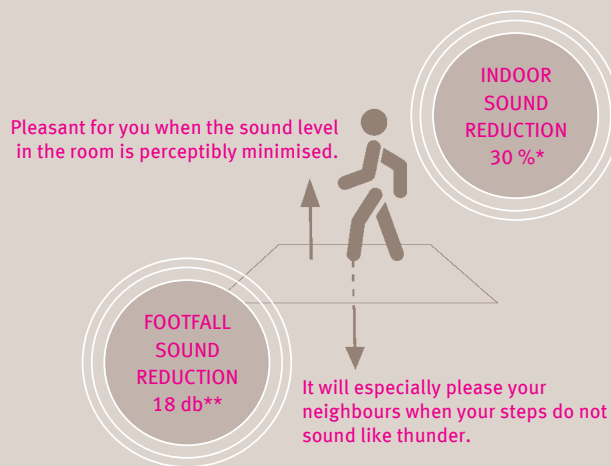 INDOOR
SOUND
REDUCTION
30 %*
Pleasant for you when the sound level
in the room is perceptibly minimised.
FOOTFALL
SOUND
REDUCTION
18 db**
It will especially please your
neighbours when your steps do not
sound like thunder.